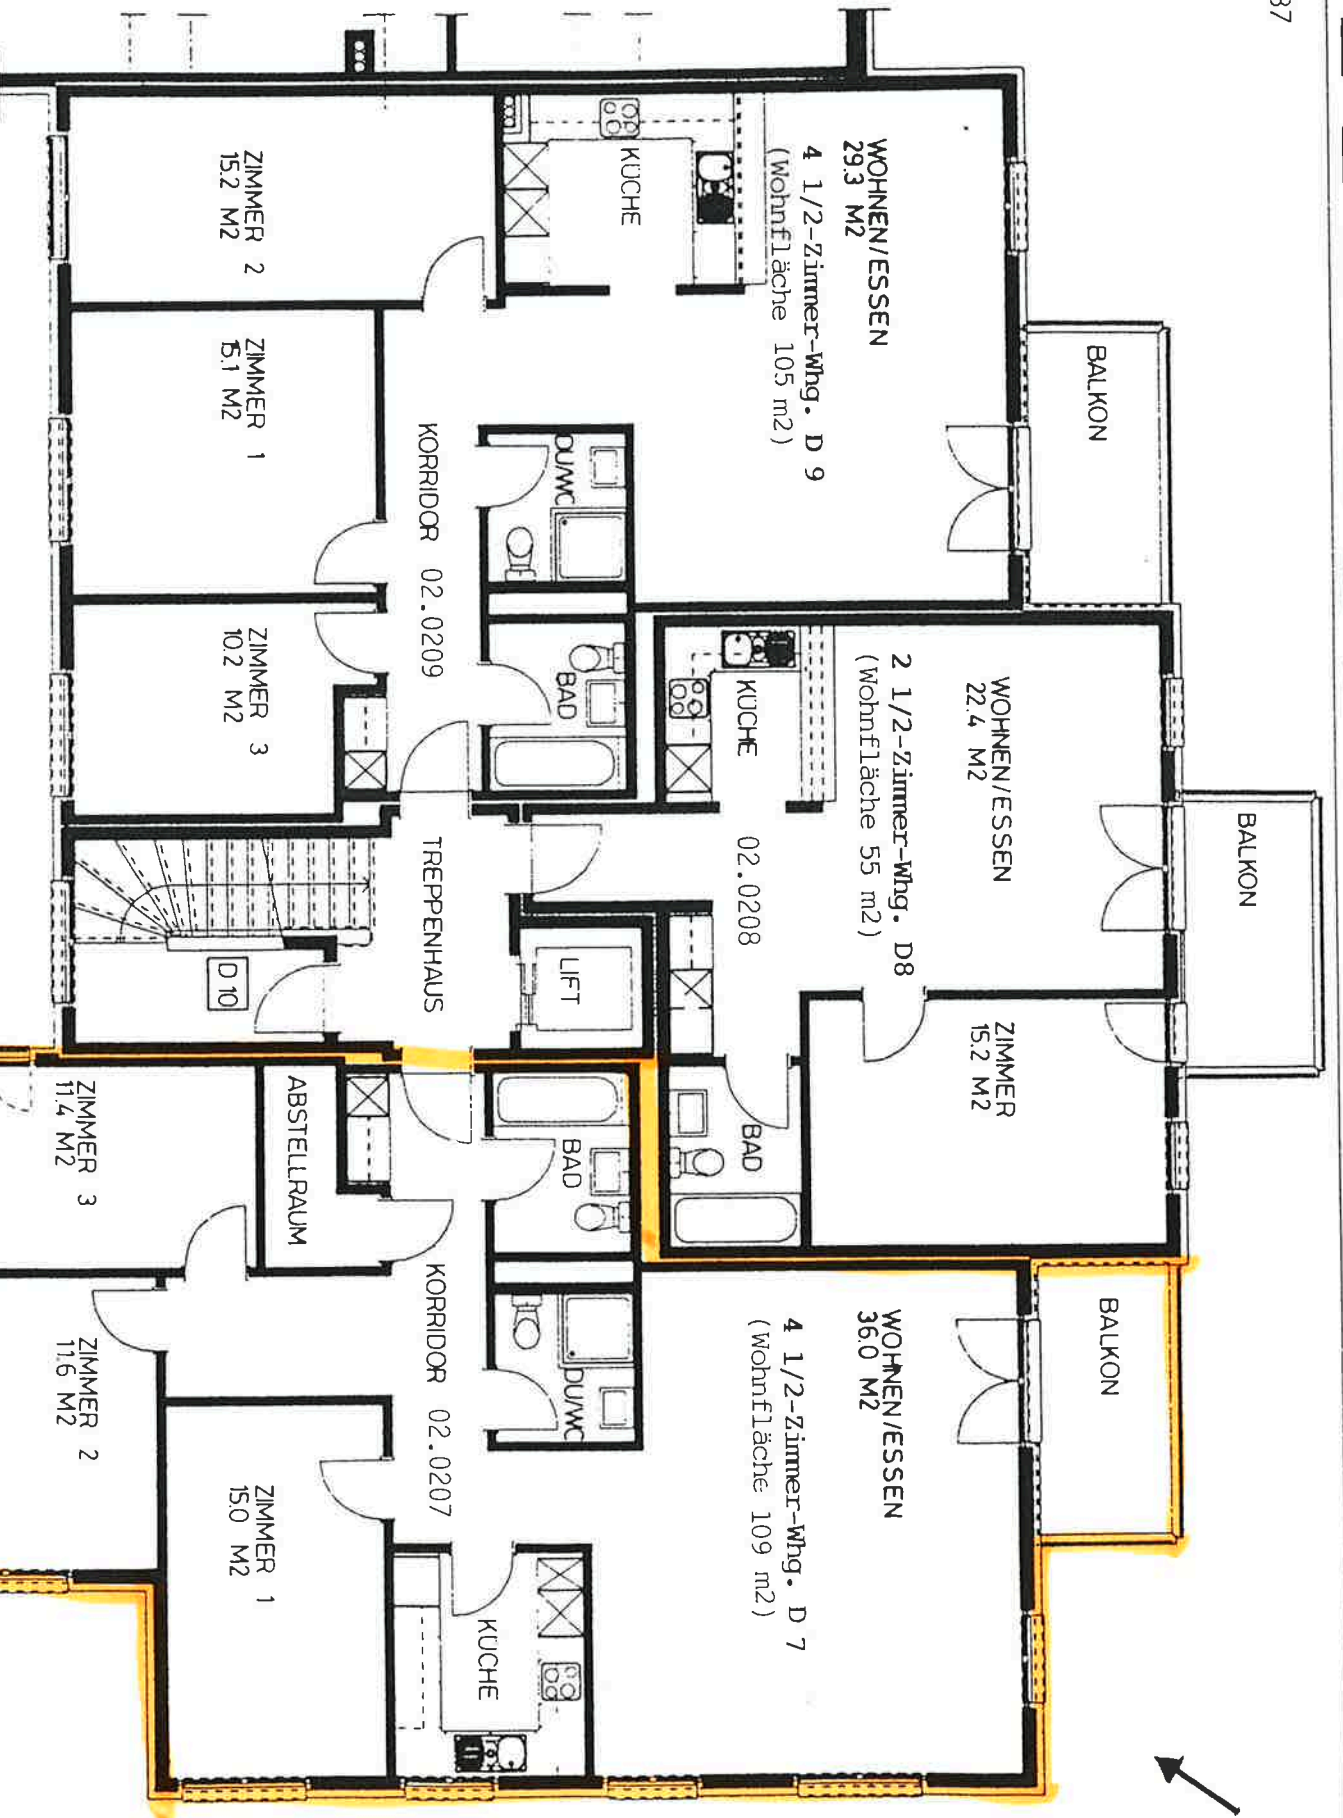 37
BALKON
WOHNEN/ESSEN
29.3 M2
4 1/2-Zimmer-Whg. D 9
(Wohnfläche 105 m2)
KÜCHE
ZIMMER 2
15.2 M2
ZIMMER 1
15.1 M2
KORRIDOR 02.0209
DU/WC
BAD
ZIMMER 3
10.2 M2
BALKON
WOHNEN/ESSEN
22.4 M2
2 1/2-Zimmer-Whg. D8
(Wohnfläche 55 m2)
KÜCHE
02.0208
ZIMMER
15.2 M2
BAD
TREPPENHAUS
LIFT
D 10
BALKON
WOHNEN/ESSEN
36.0 M2
4 1/2-Zimmer-Whg. D 7
(Wohnfläche 109 m2)
BAD
DU/WC
KORRIDOR 02.0207
ABSTELLRAUM
ZIMMER 3
11.4 M2
ZIMMER 2
11.6 M2
ZIMMER 1
15.0 M2
KÜCHE